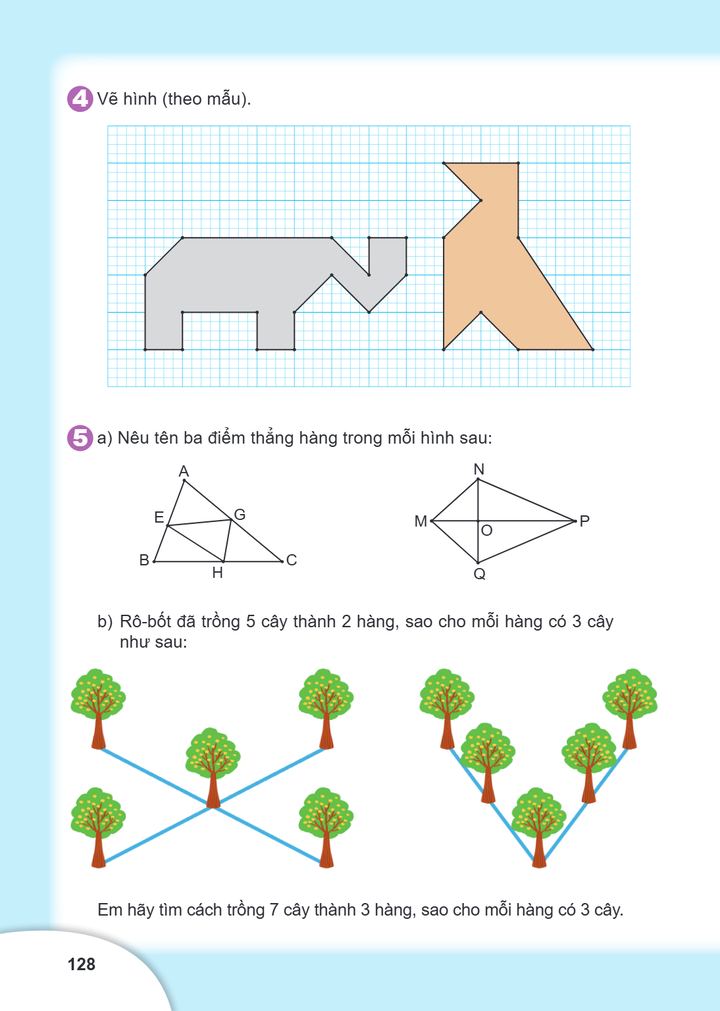 4 Vẽ hình (theo mẫu).
5 a) Nêu tên ba điểm thẳng hàng trong mỗi hình sau:
A
E G
B C
H
N
M P
O
Q
b) Rô-bốt đã trồng 5 cây thành 2 hàng, sao cho mỗi hàng có 3 cây
như sau:
Em hãy tìm cách trồng 7 cây thành 3 hàng, sao cho mỗi hàng có 3 cây.
128